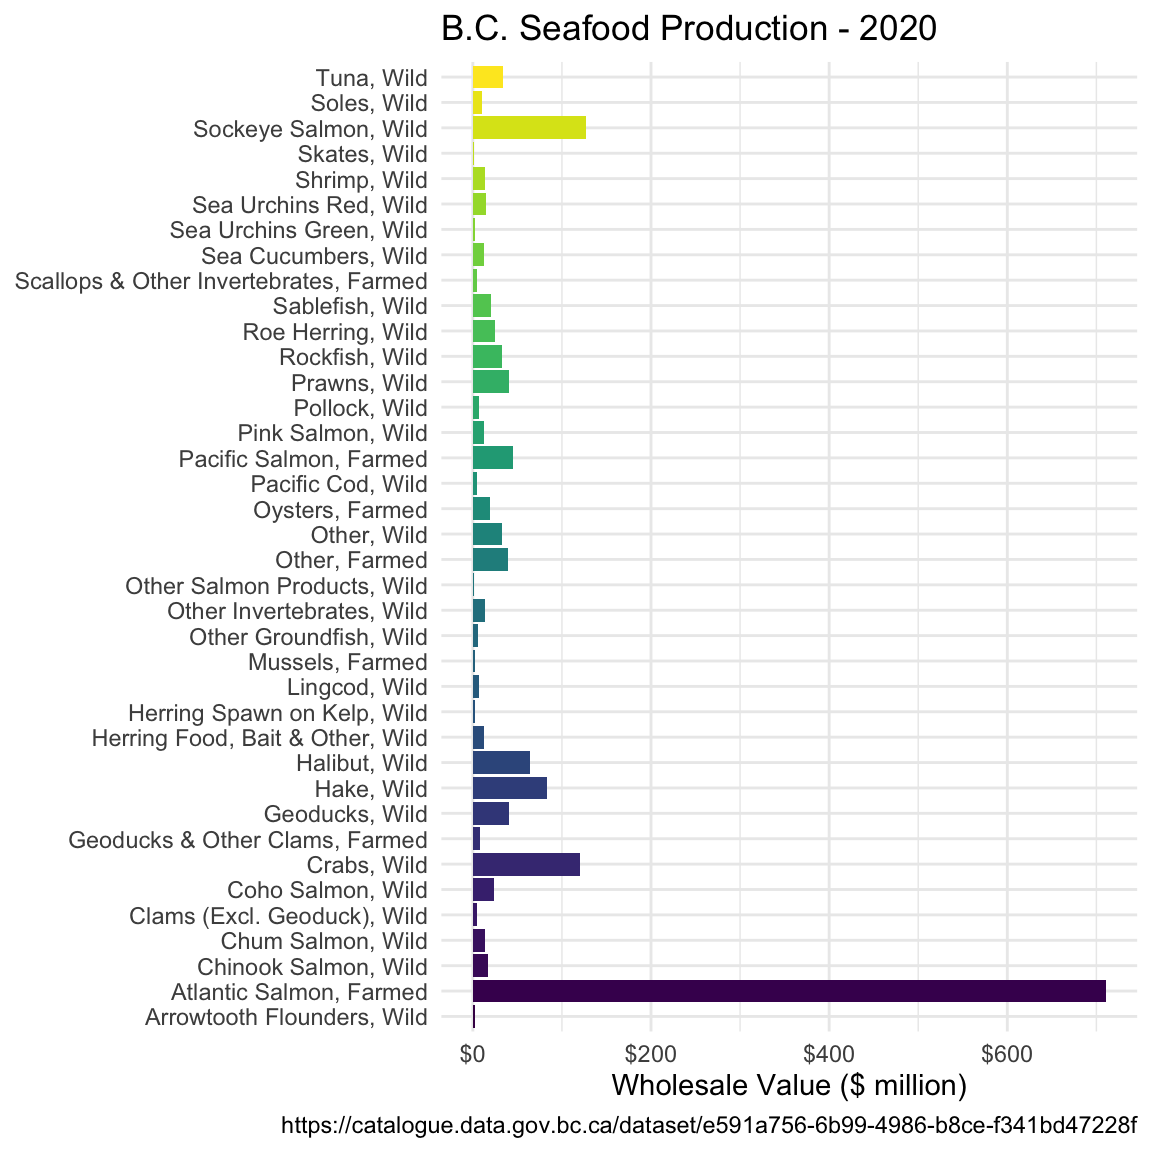 B.C. Seafood Production - 2020
Tuna, Wild
Soles, Wild
Sockeye Salmon, Wild
Skates, Wild
Shrimp, Wild
Sea Urchins Red, Wild
Sea Urchins Green, Wild
Sea Cucumbers, Wild
Scallops & Other Invertebrates, Farmed
Sablefish, Wild
Roe Herring, Wild
Rockfish, Wild
Prawns, Wild
Pollock, Wild
Pink Salmon, Wild
Pacific Salmon, Farmed
Pacific Cod, Wild
Oysters, Farmed
Other, Wild
Other, Farmed
Other Salmon Products, Wild
Other Invertebrates, Wild
Other Groundfish, Wild
Mussels, Farmed
Lingcod, Wild
Herring Spawn on Kelp, Wild
Herring Food, Bait & Other, Wild
Halibut, Wild
Hake, Wild
Geoducks, Wild
Geoducks & Other Clams, Farmed
Crabs, Wild
Coho Salmon, Wild
Clams (Excl. Geoduck), Wild
Chum Salmon, Wild
Chinook Salmon, Wild
Atlantic Salmon, Farmed
Arrowtooth Flounders, Wild
$0 $200 $400 $600
Wholesale Value ($ million)
https://catalogue.data.gov.bc.ca/dataset/e591a756-6b99-4986-b8ce-f341bd47228f